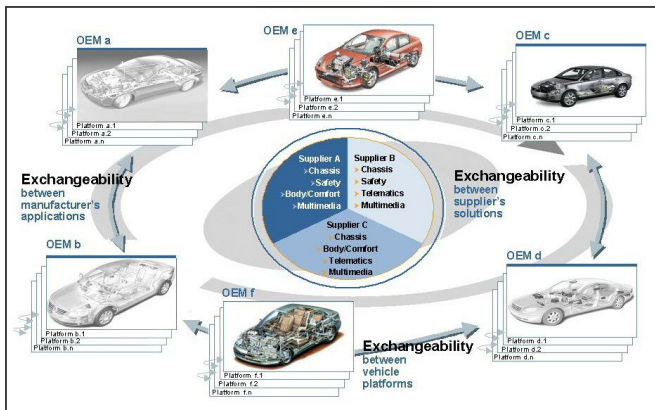 OEM a
OEM e
OEM c
Platform a.1
Platform a.2
Platform a.n
Platform e.1
Platform e.2
Platform e.n
Platform c.1
Platform c.2
Platform c.n
Exchangeability
between
manufacturer's
applications
Supplier A
Chassis
Safety
Body/Comfort
Multimedia
Supplier B
Chassis
Safety
Telematics
Multimedia
Supplier C
Chassis
Body/Comfort
Telematics
Multimedia
Exchangeability
between
supplier's
solutions
OEM b
OEM f
OEM d
Platform b.1
Platform b.2
Platform b.n
Platform f.1
Platform f.2
Platform f.n
Exchangeability
between
vehicle
platforms
Platform d.1
Platform d.2
Platform d.n